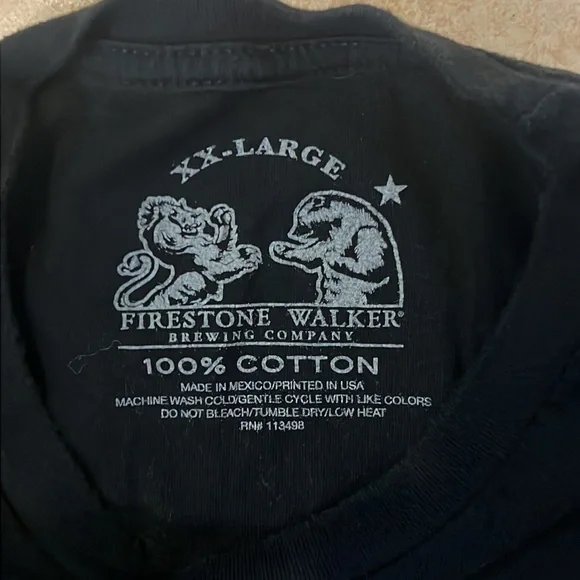 XX-LARGE
FIRESTONE WALKER®
BREWING COMPANY
100% COTTON
MADE IN MEXICO/PRINTED IN USA
MACHINE WASH COLD/GENTLE CYCLE WITH LIKE COLORS
DO NOT BLEACH/TUMBLE DRY/LOW HEAT
RN# 113498